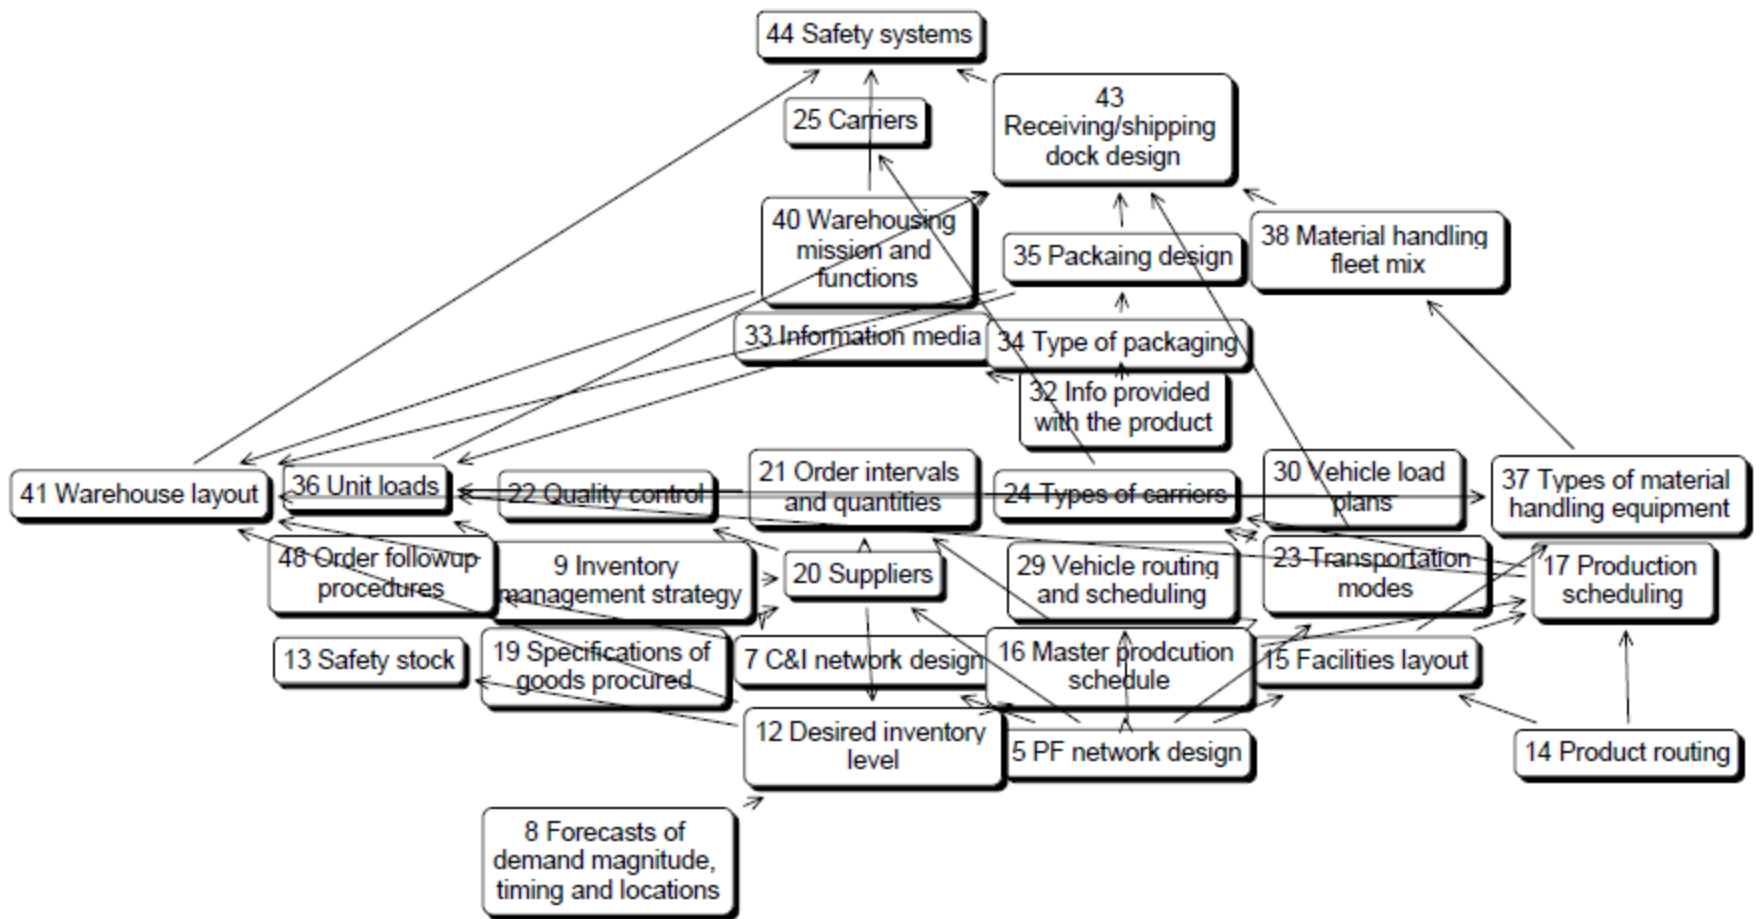 44 Safety systems
25 Carriers
43
Receiving/shipping
dock design
40 Warehousing
mission and
functions
35 Packaing design
38 Material handling
fleet mix
33 Information media
34 Type of packaging
32 Info provided
with the product
41 Warehouse layout
36 Unit loads
22 Quality control
21 Order intervals
and quantities
24 Types of carriers
30 Vehicle load
plans
37 Types of material
handling equipment
48 Order followup
procedures
9 Inventory
management strategy
20 Suppliers
29 Vehicle routing
and scheduling
23 Transportation
modes
17 Production
scheduling
13 Safety stock
19 Specifications of
goods procured
7 C&I network design
16 Master prodcution
schedule
15 Facilities layout
12 Desired inventory
level
5 PF network design
14 Product routing
8 Forecasts of
demand magnitude,
timing and locations